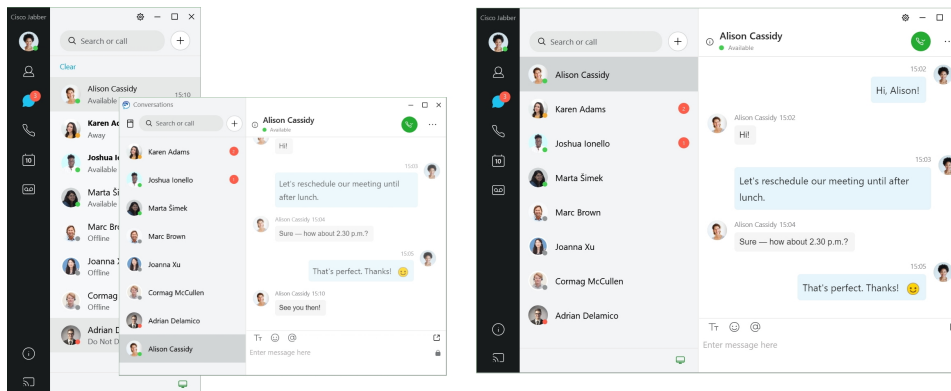 Cisco Jabber
Search or call
Clear
Alison Cassidy
Available
15:10
Karen Ad
Away
Joshua I
Available
Marta Ši
Available
Marc Bro
Offline
Joanna
Offline
Cormag
Offline
Adrian D
Do Not D
10
Conversations
Search or call
Karen Adams
Joshua Ionello
Marta Šimek
Marc Brown
Joanna Xu
Cormag McCullen
Adrian Delamico
Alison Cassidy
Alison Cassidy
Available
Hi!
15:03
Let's reschedule our meeting until
after lunch.
Alison Cassidy 15:04
Sure — how about 2.30 p.m.?
15:05
That's perfect. Thanks!
Alison Cassidy 15:10
See you then!
Enter message here
Cisco Jabber
Search or call
10
Alison Cassidy
Karen Adams
Joshua Ionello
Marta Šimek
Marc Brown
Joanna Xu
Cormag McCullen
Adrian Delamico
Alison Cassidy
Available
15:02
Hi, Alison!
Alison Cassidy 15:02
Hi!
15:03
Let's reschedule our meeting until after
lunch.
Alison Cassidy 15:04
Sure — how about 2.30 p.m.?
15:05
That's perfect. Thanks!
Enter message here